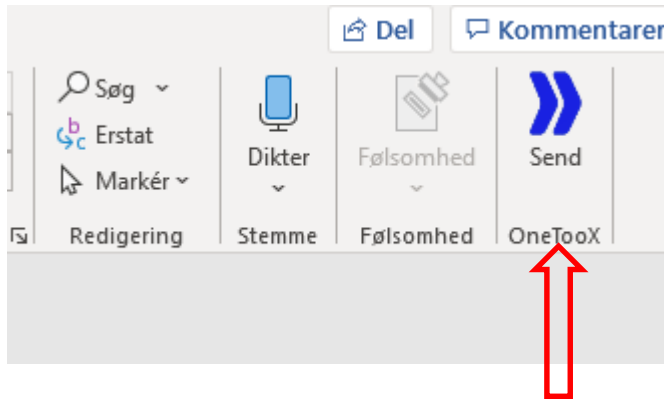 Del
Kommentarer
Søg
Erstat
Markér
Dikter
Følsomhed
Send
Redigering
Stemme
Følsomhed
OneTooX